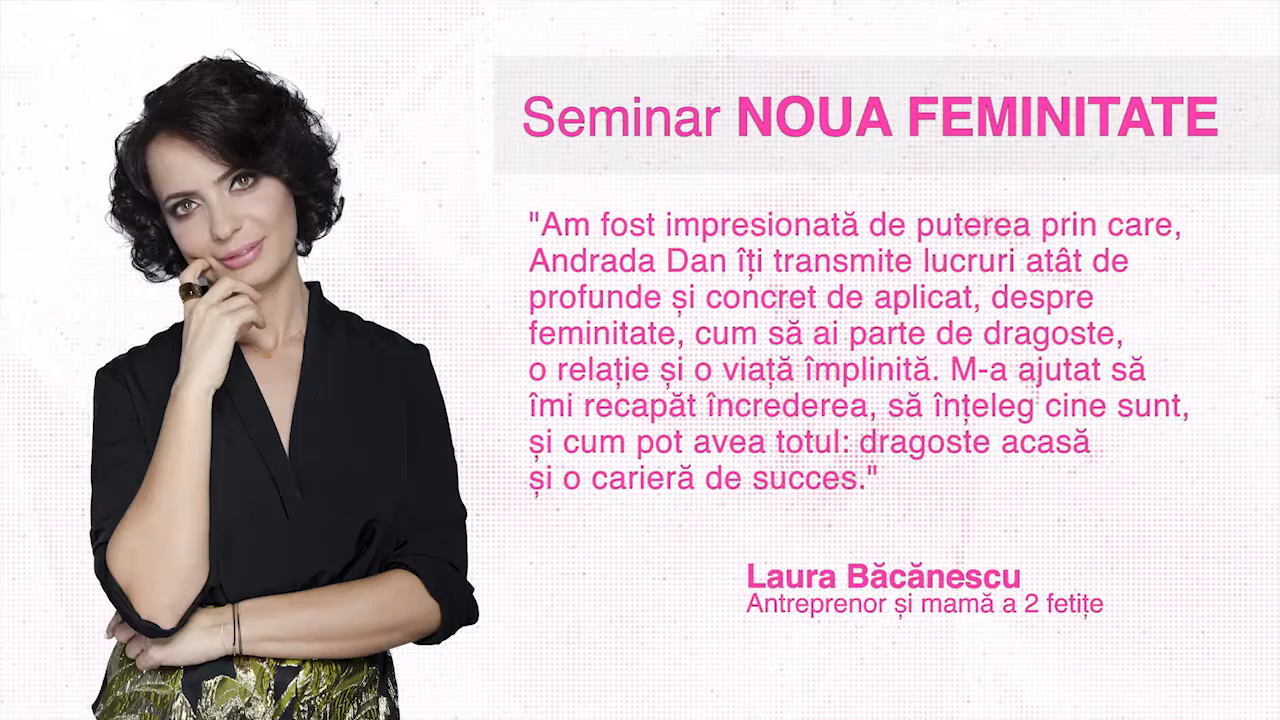 Seminar NOUA FEMINITATE
"Am fost impresionată de puterea prin care,
Andrada Dan îți transmite lucruri atât de
profunde și concret de aplicat, despre
feminitate, cum să ai parte de dragoste,
o relație și o viață împlinită. M-a ajutat să
îmi recapăt încrederea, să înțeleg cine sunt,
și cum pot avea totul: dragoste acasă
și o carieră de succes."
Laura Băcănescu
Antreprenor și mamă a 2 fetițe